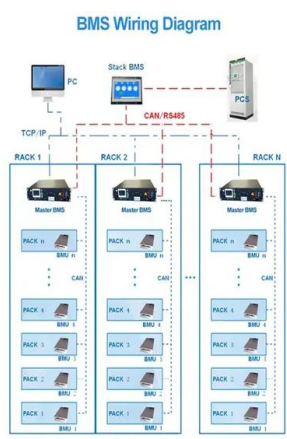 BMS Wiring Diagram
PC
Stack BMS
PCS
CAN/RS485
TCP/IP
RACK 1
RACK 2
RACK N
Master BMS
Master BMS
Master BMS
PACK n
BMU n
PACK n
BMU n
PACK n
BMU n
CAN
CAN
CAN
PACK 4
BMU 4
PACK 4
BMU 4
PACK 4
BMU 4
PACK 3
BMU 3
PACK 3
BMU 3
PACK 3
BMU 3
PACK 2
BMU 2
PACK 2
BMU 2
PACK 2
BMU 2
PACK 1
BMU 1
PACK 1
BMU 1
PACK 1
BMU 1